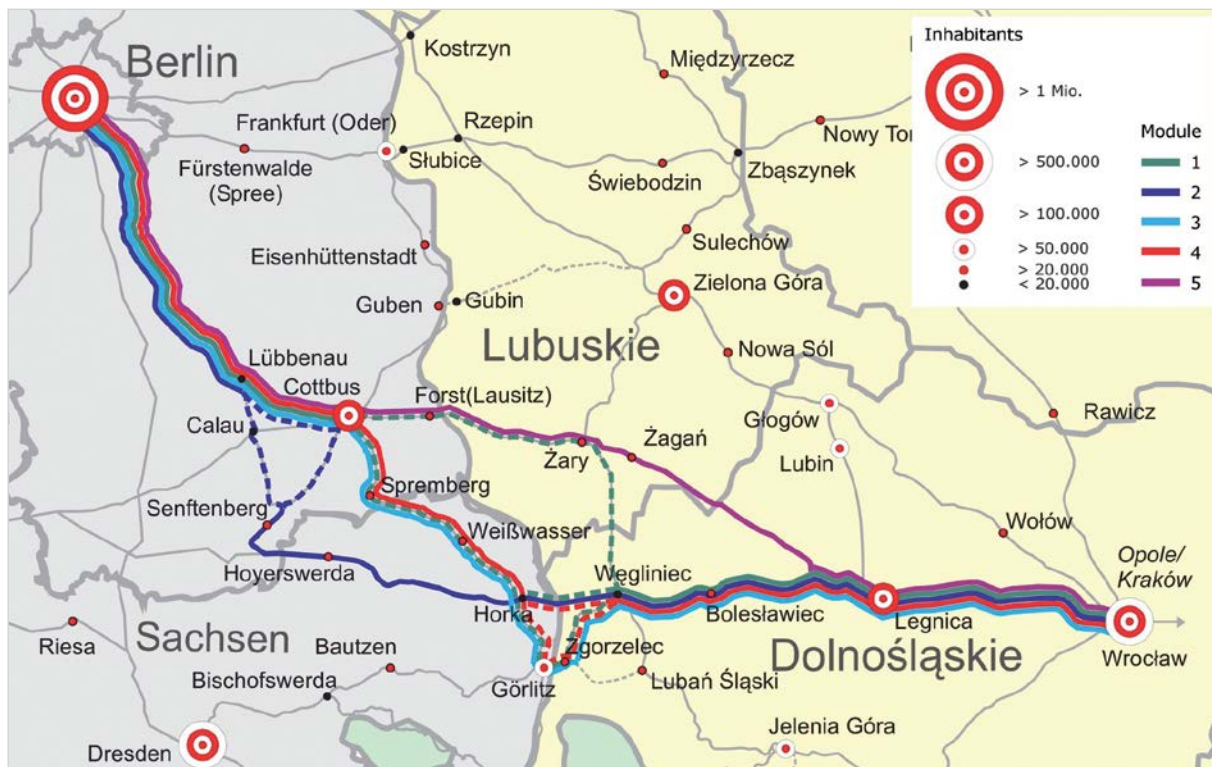 Berlin
Kostrzyn
Międzyrzecz
Frankfurt (Oder)
Rzepin
Słubice
Nowy Tor
Fürstenwalde
(Spree)
Świebodzin
Zbąszynek
Eisenhüttenstadt
Sulechów
Guben
Gubin
Zielona Góra
Lubuskie
Nowa Sól
Lübbenau
Cottbus
Forst(Lausitz)
Calau
Żary
Żagań
Głogów
Lubin
Rawicz
Spremberg
Senftenberg
Weißwasser
Wołów
Hoyerswerda
Węgliniec
Opole/
Kraków
Horka
Bolesławiec
Legnica
Sachsen
Riesa
Bautzen
Zgorzelec
Dolnośląskie
Wrocław
Bischofswerda
Görlitz
Lubań Śląski
Dresden
Jelenia Góra
Inhabitants
> 1 Mio.
> 500.000
> 100.000
> 50.000
> 20.000
< 20.000
Module
1
2
3
4
5